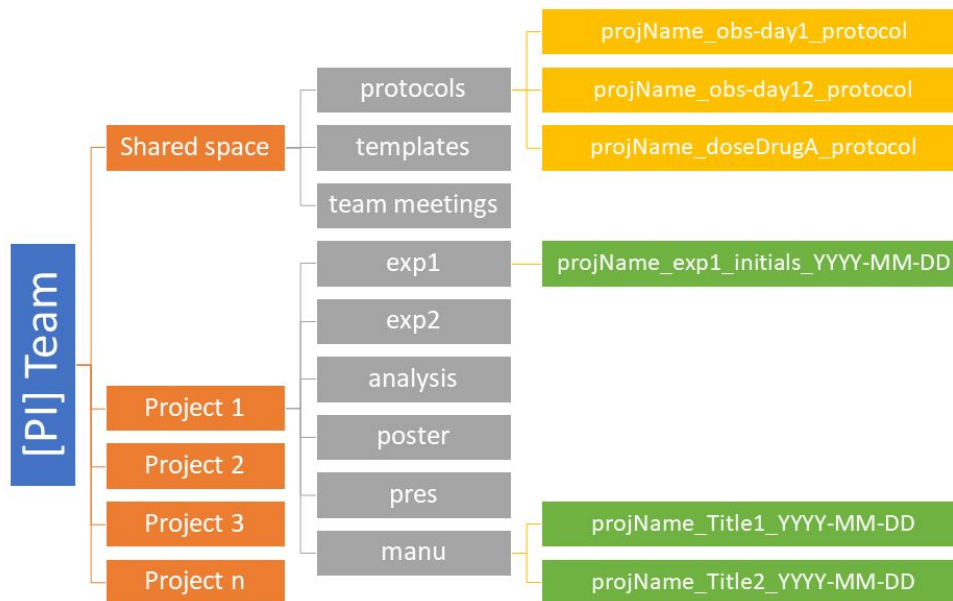 [PI] Team
Shared space
protocols
projName_obs-day1_protocol
projName_obs-day12_protocol
projName_doseDrugA_protocol
templates
team meetings
Project 1
exp1
projName_exp1_initials_YYYY-MM-DD
exp2
analysis
poster
pres
manu
projName_Title1_YYYY-MM-DD
projName_Title2_YYYY-MM-DD
Project 2
Project 3
Project n